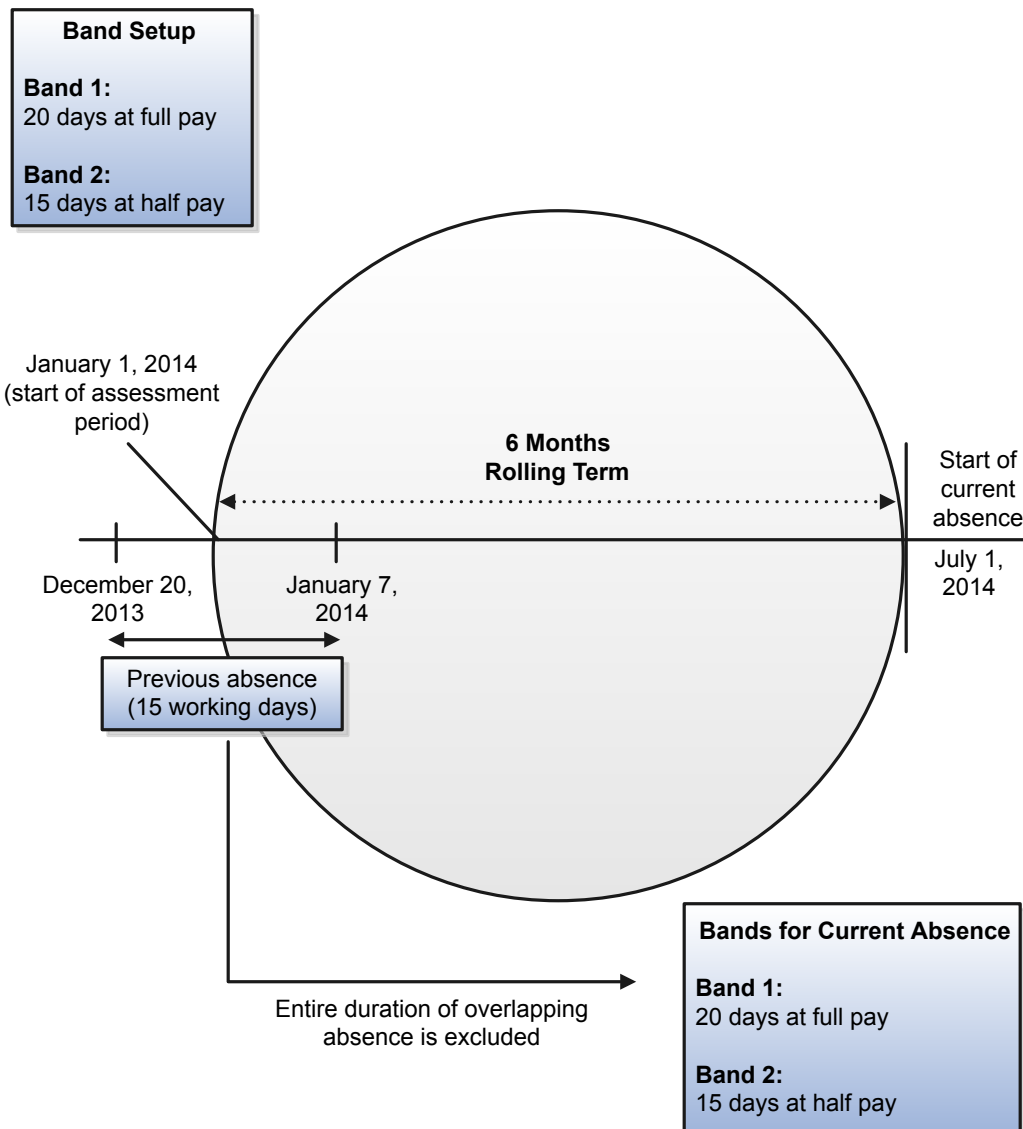 Band Setup
Band 1:
20 days at full pay
Band 2:
15 days at half pay
January 1, 2014
(start of assessment
period)
6 Months
Rolling Term
Start of
current
absence
December 20,
2013
January 7,
2014
July 1,
2014
Previous absence
(15 working days)
Entire duration of overlapping
absence is excluded
Bands for Current Absence
Band 1:
20 days at full pay
Band 2:
15 days at half pay